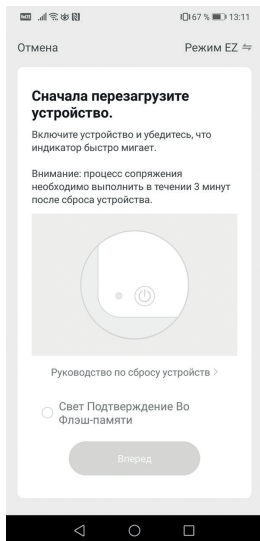 67 % 13:11
Отмена Режим EZ
Сначала перезагрузите
устройство.
Включите устройство и убедитесь, что
индикатор быстро мигает.
Внимание: процесс сопряжения
необходимо выполнить в течении 3 минут
после сброса устройства.
Руководство по сбросу устройств >
Свет Подтверждение Во
Флэш-памяти
Вперед